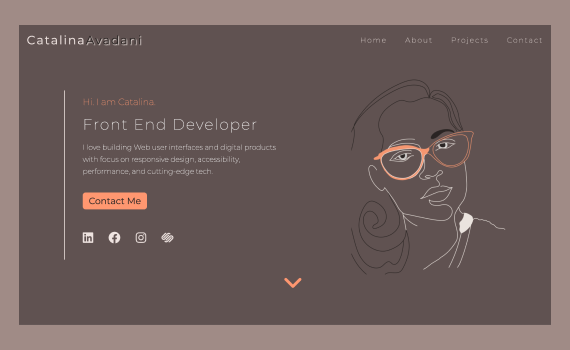 CatalinaAvadani
Home About Projects Contact
Hi, I am Catalina.
Front End Developer
I love building Web user interfaces and digital products
with focus on responsive design, accessibility,
performance, and cutting-edge tech.
Contact Me